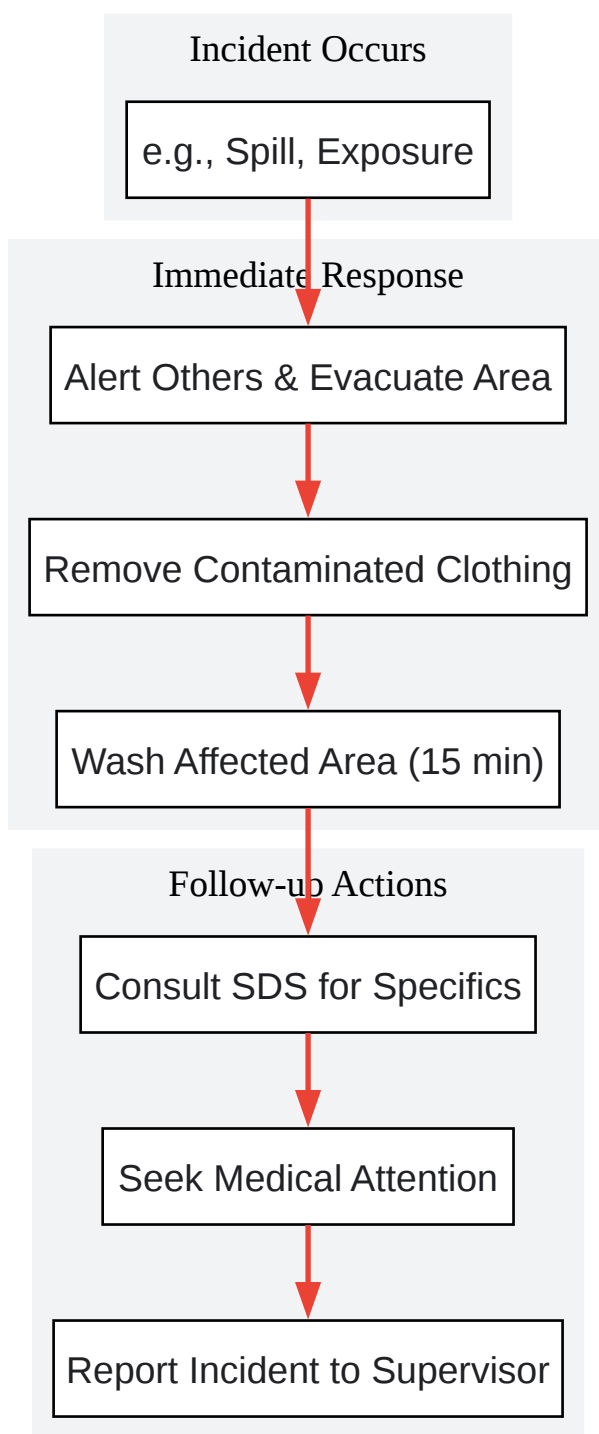 Incident Occurs
e.g., Spill, Exposure
Immediate Response
Alert Others & Evacuate Area
Remove Contaminated Clothing
Wash Affected Area (15 min)
Follow-up Actions
Consult SDS for Specifics
Seek Medical Attention
Report Incident to Supervisor